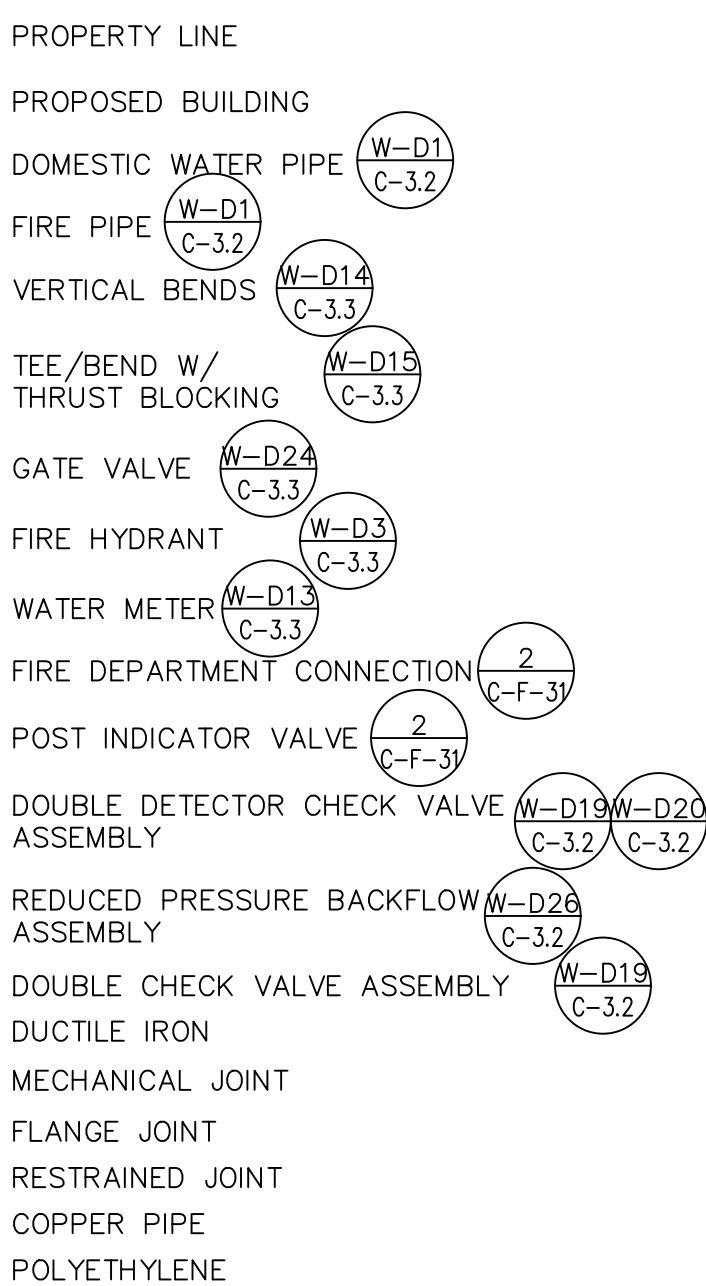 PROPERTY LINE
PROPOSED BUILDING
DOMESTIC WATER PIPE
W-D1
C-3.2
FIRE PIPE
W-D1
C-3.2
VERTICAL BENDS
W-D14
C-3.3
TEE/BEND W/
THRUST BLOCKING
W-D15
C-3.3
GATE VALVE
W-D24
C-3.3
FIRE HYDRANT
W-D3
C-3.3
WATER METER
W-D13
C-3.3
FIRE DEPARTMENT CONNECTION
2
C-F-31
POST INDICATOR VALVE
2
C-F-31
DOUBLE DETECTOR CHECK VALVE
ASSEMBLY
W-D19
C-3.2
W-D20
C-3.2
REDUCED PRESSURE BACKFLOW
ASSEMBLY
W-D26
C-3.2
DOUBLE CHECK VALVE ASSEMBLY
W-D19
C-3.2
DUCTILE IRON
MECHANICAL JOINT
FLANGE JOINT
RESTRAINED JOINT
COPPER PIPE
POLYETHYLENE